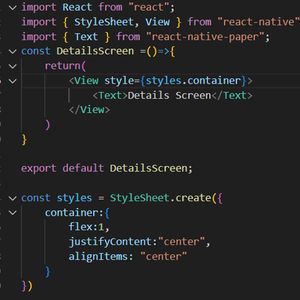 import React from "react";
import { StyleSheet, View } from "react-native"
import { Text } from "react-native-paper";
const DetailsScreen =()=>{
    return(
        <View style={styles.container}>
            <Text>Details Screen</Text>
        </View>
    )
}
export default DetailsScreen;
const styles = StyleSheet.create({
    container:{
        flex:1,
        justifyContent:"center",
        alignItems: "center"
    }
})